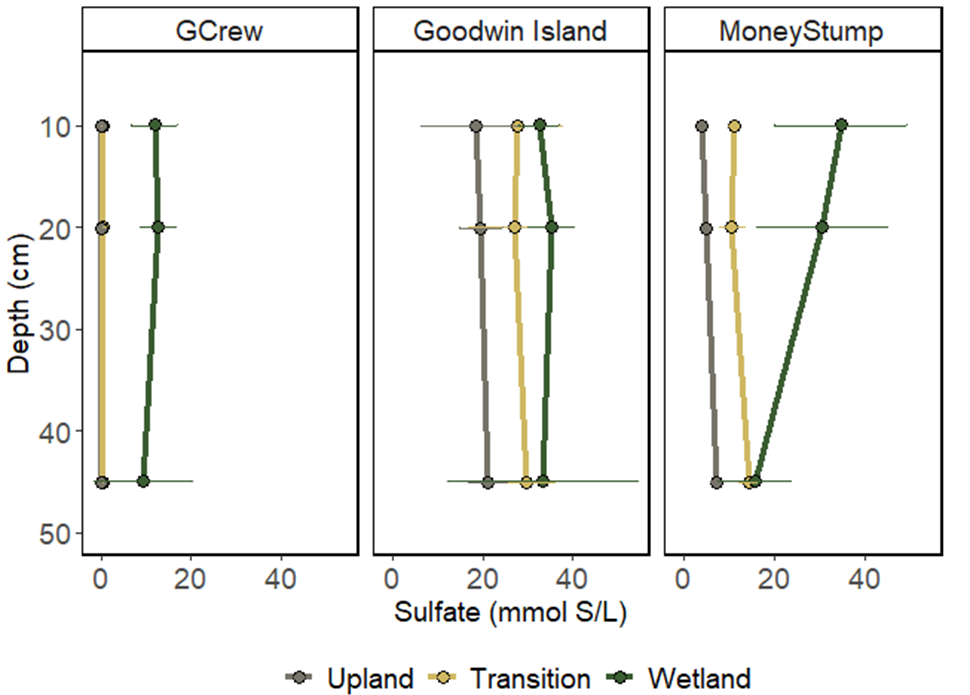 GCrew Goodwin Island MoneyStump
10
20
30
40
50
Depth (cm)
0 20 40 0 20 40 0 20 40
Sulfate (mmol S/L)
Upland Transition Wetland